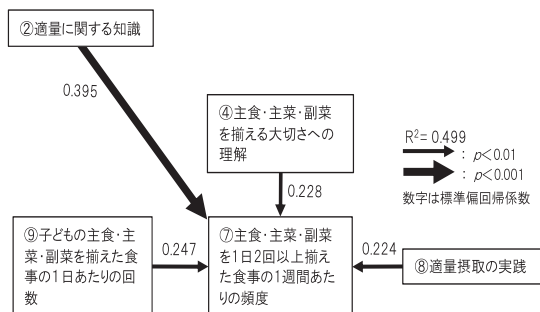 ②適量に関する知識
0.395
④主食・主菜・副菜
を揃える大切さへの
理解
R²= 0.499
: p<0.01
: p<0.001
数字は標準偏回帰係数
0.228
⑨子どもの主食・主
菜・副菜を揃えた食
事の1日あたりの回
数
0.247
⑦主食・主菜・副菜
を1日2回以上揃え
た食事の1週間あた
りの頻度
0.224
⑧適量摂取の実践